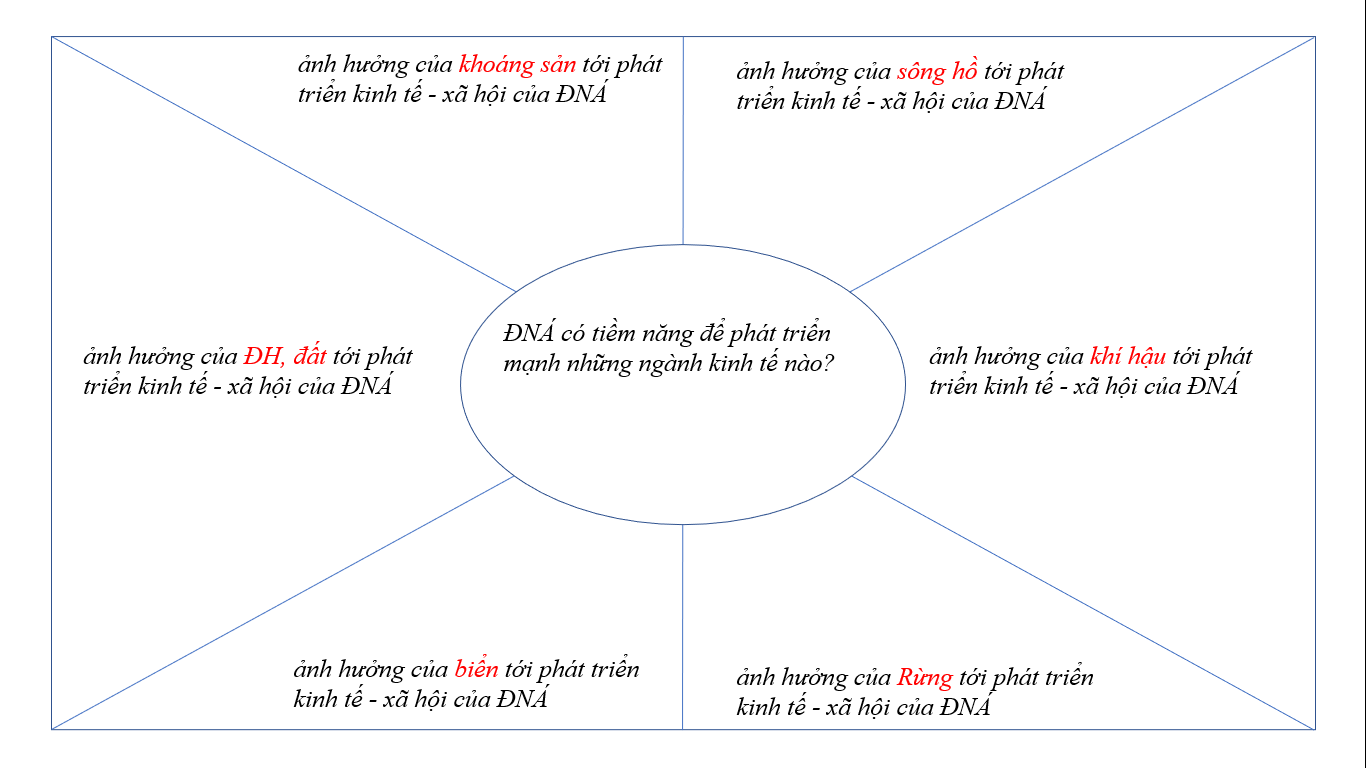 ảnh hưởng của khoáng sản tới phát
triển kinh tế - xã hội của ĐNÁ
ảnh hưởng của sông hồ tới phát
triển kinh tế - xã hội của ĐNÁ
ĐNÁ có tiềm năng để phát triển
mạnh những ngành kinh tế nào?
ảnh hưởng của ĐH, đất tới phát
triển kinh tế - xã hội của ĐNÁ
ảnh hưởng của khí hậu tới phát
triển kinh tế - xã hội của ĐNÁ
ảnh hưởng của biển tới phát triển
kinh tế - xã hội của ĐNÁ
ảnh hưởng của Rừng tới phát triển
kinh tế - xã hội của ĐNÁ